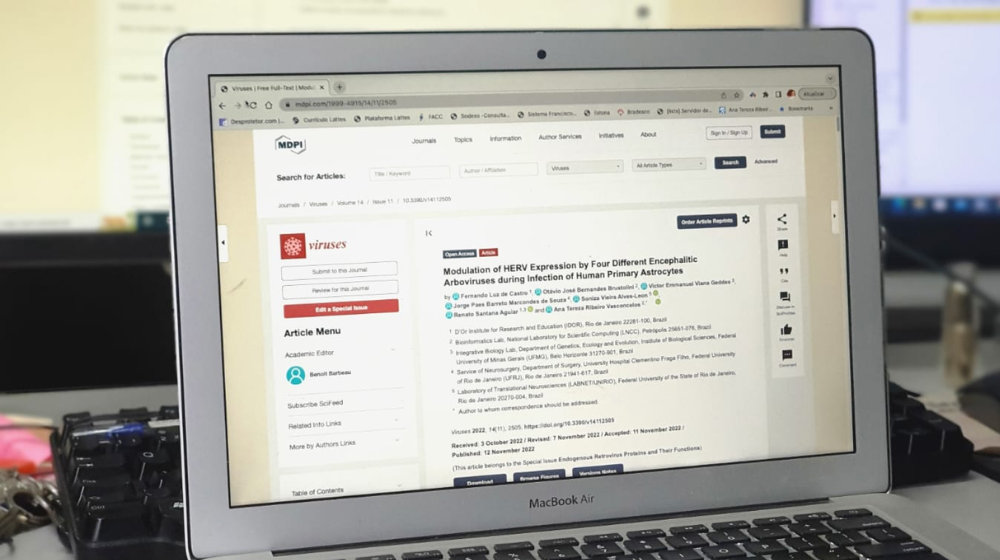 Viruses | Free Full-Text | Modul
mdpi.com/1999-4915/14/11/2505
Atualizar
Desprotetor.com |... Currículo Lattes Plataforma Lattes FACC Sistema Francisco... Fatura Bradesco Ana Tereza Ribei...
MDPI
Journals Topics Information Author Services Initiatives About
Sign In / Sign Up Submit
Search for Articles:
Title / Keyword
Author / Affiliation
Viruses
All Article Types
Search
Advanced
Journals / Viruses / Volume 14 / Issue 11 / 10.3390/v14112505
viruses
Submit to this Journal
Review for this Journal
Edit a Special Issue
Article Menu
Academic Editor
Benoit Barbeau
Subscribe SciFeed
Related Info Links
More by Authors Links
Table of Contents
Order Article Reprints
Open Access Article
Modulation of HERV Expression by Four Different Encephalitic
Arboviruses during Infection of Human Primary Astrocytes
by Fernando Luz de Castro 1, Otávio José Bernardes Brustolini 2, Victor Emmanuel Viana Geddes 3,
Jorge Paes Barreto Marcondes de Souza 4, Soniza Vieira Alves-Leon 5
Renato Santana Aguiar 1,3 and Ana Tereza Ribeiro Vasconcelos *
1 D'Or Institute for Research and Education (IDOR), Rio de Janeiro 22281-100, Brazil
2 Bioinformatics Lab, National Laboratory for Scientific Computing (LNCC), Petrópolis 25651-076, Brazil
3 Integrative Biology Lab, Department of Genetics, Ecology and Evolution, Institute of Biological Sciences, Federal
University of Minas Gerais (UFMG), Belo Horizonte 31270-901, Brazil
4 Service of Neurosurgery, Department of Surgery, University Hospital Clementino Fraga Filho, Federal University
of Rio de Janeiro (UFRJ), Rio de Janeiro 21941-617, Brazil
5 Laboratory of Translational Neurosciences (LABNET/UNIRIO), Federal University of the State of Rio de Janeiro,
Rio de Janeiro 20270-004, Brazil
* Author to whom correspondence should be addressed.
Viruses 2022, 14(11), 2505; https://doi.org/10.3390/v14112505
Received: 3 October 2022 / Revised: 7 November 2022 / Accepted: 11 November 2022 /
Published: 12 November 2022
(This article belongs to the Special Issue Endogenous Retrovirus Proteins and Their Functions)
Download Browse Figures Versions Notes
Share
Help
Cite
Discuss in
SciProfiles
Endorse
Comment
MacBook Air
Ctrl